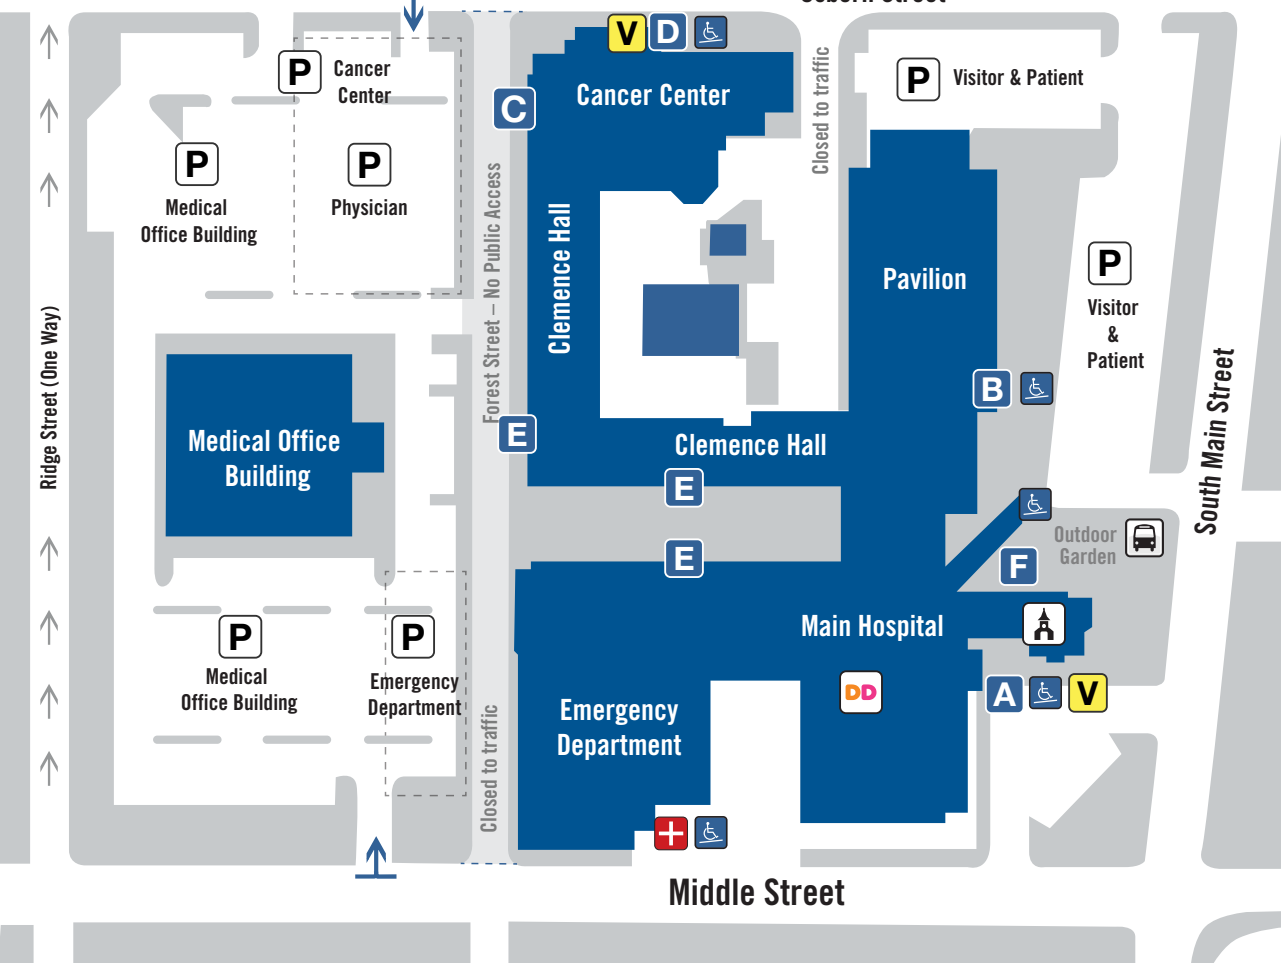 V
D
P
Cancer
Center
Cancer Center
P
Visitor & Patient
C
Closed to traffic
P
P
Medical
Office Building
Physician
Forest Street – No Public Access
Clemence Hall
Pavilion
P
Visitor
&
Patient
Ridge Street (One Way)
B
South Main Street
Medical Office
Building
E
Clemence Hall
E
Outdoor
Garden
E
F
P
Medical
Office Building
P
Emergency
Department
Main Hospital
DD
A
V
Closed to traffic
Emergency
Department
Middle Street